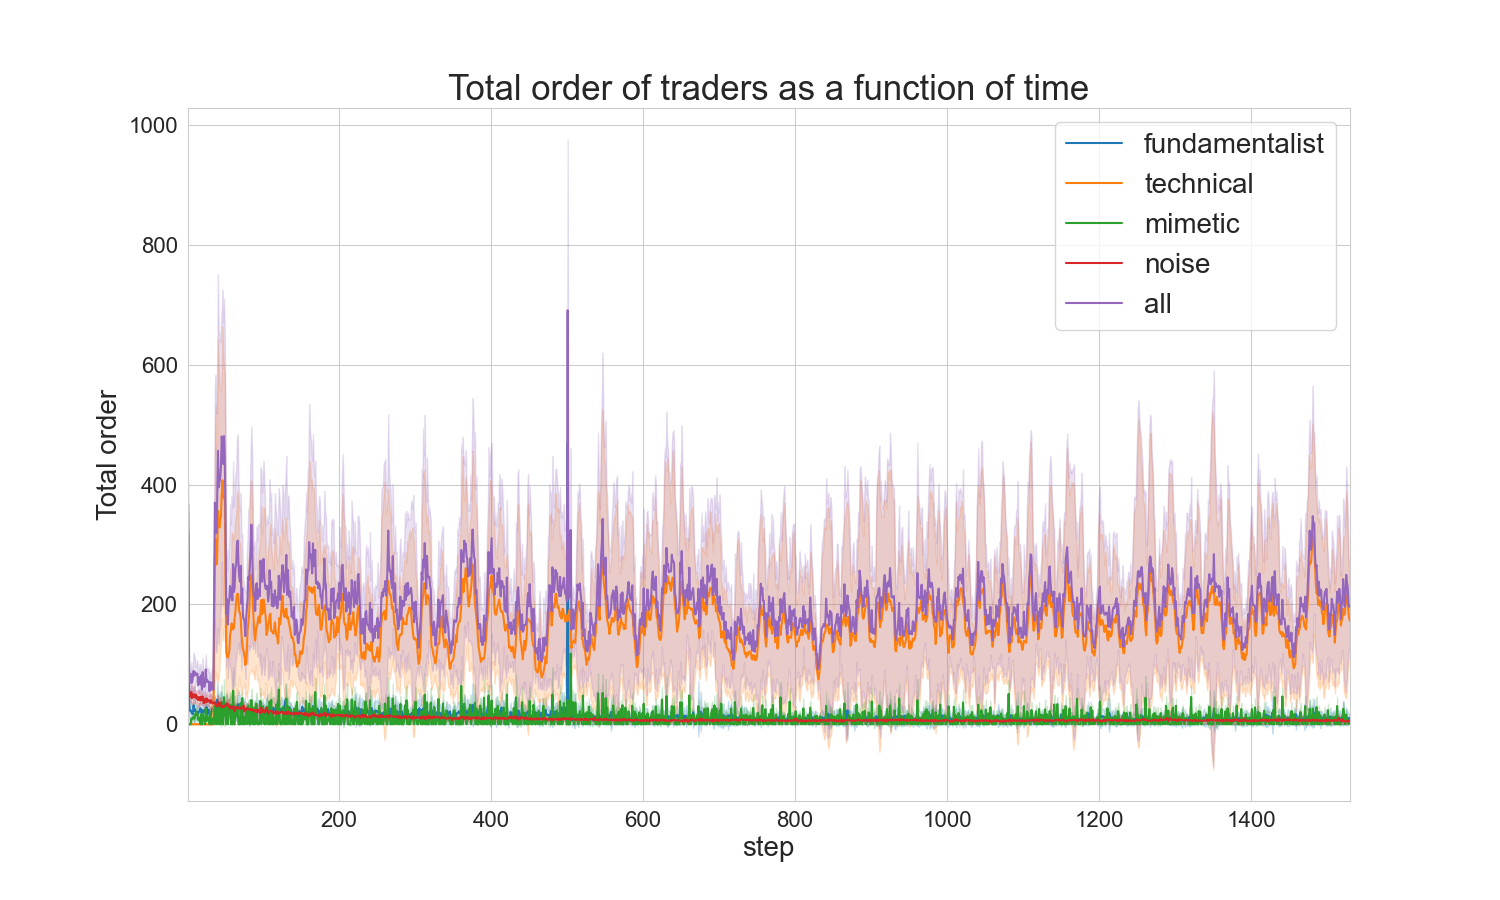 Total order of traders as a function of time
1000
800
600
400
200
0
Total order
fundamentalist
technical
mimetic
noise
all
200 400 600 800 1000 1200 1400
step